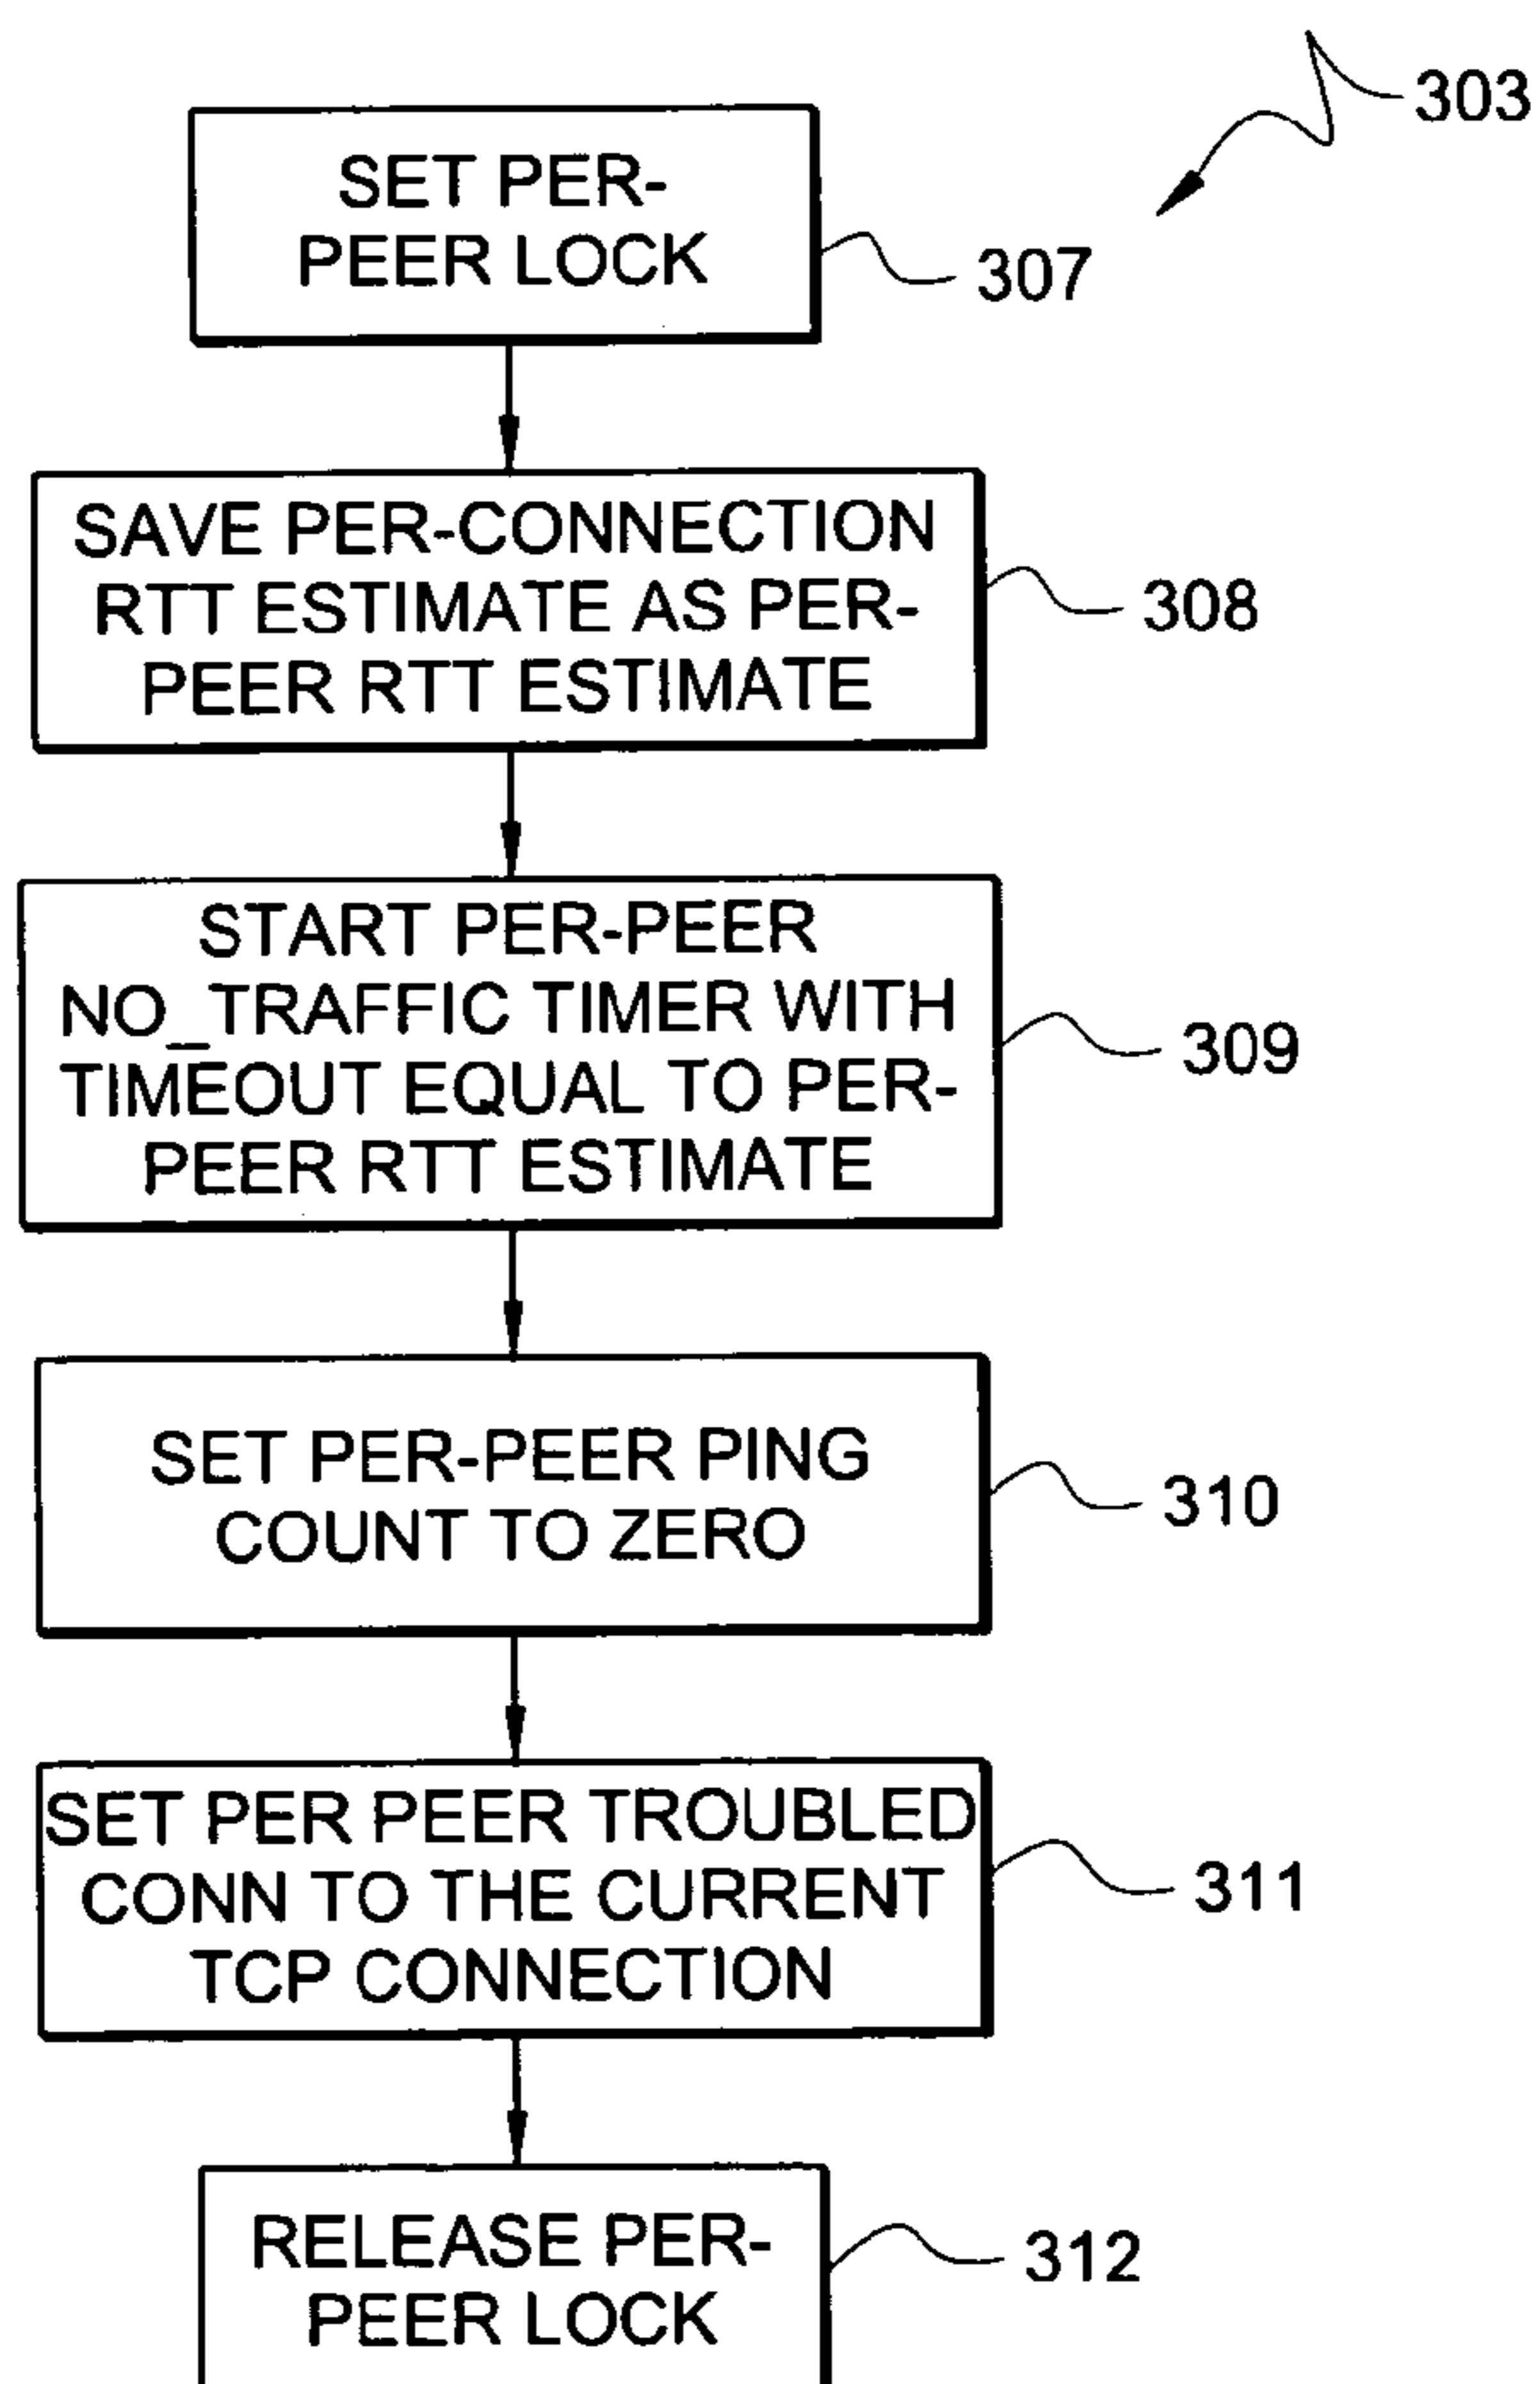 303
SET PER-
PEER LOCK
307
SAVE PER-CONNECTION
RTT ESTIMATE AS PER-
PEER RTT ESTIMATE
308
START PER-PEER
NO_TRAFFIC TIMER WITH
TIMEOUT EQUAL TO PER-
PEER RTT ESTIMATE
309
SET PER-PEER PING
COUNT TO ZERO
310
SET PER PEER TROUBLED
CONN TO THE CURRENT
TCP CONNECTION
311
RELEASE PER-
PEER LOCK
312